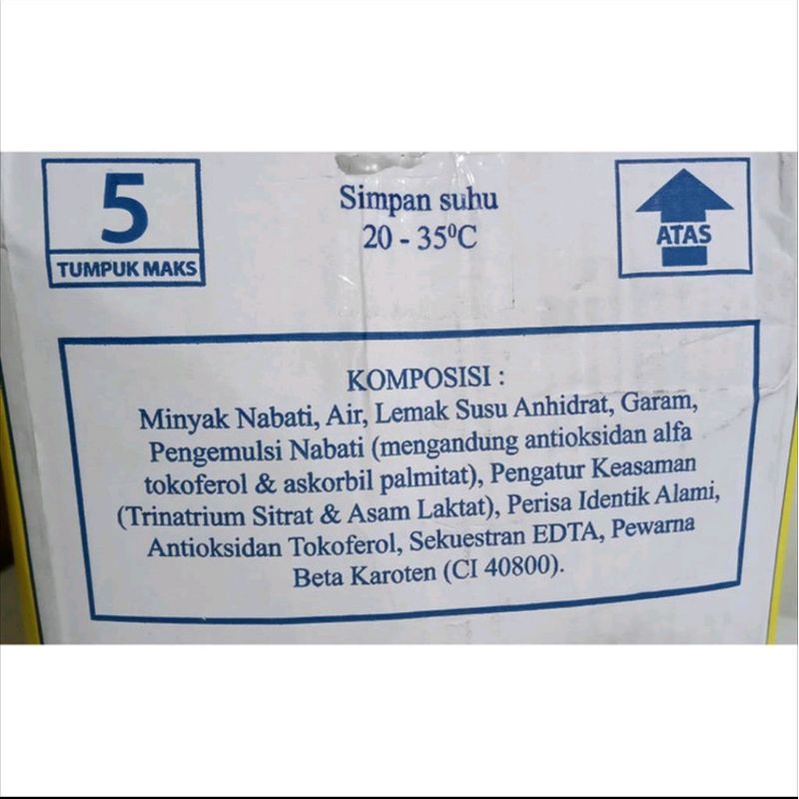 5
TUMPUK MAKS
Simpan suhu
20 - 35⁰C
ATAS
KOMPOSISI :
Minyak Nabati, Air, Lemak Susu Anhidrat, Garam,
Pengemulsi Nabati (mengandung antioksidan alfa
tokoferol & askorbil palmitat), Pengatur Keasaman
(Trinatrium Sitrat & Asam Laktat), Perisa Identik Alami,
Antioksidan Tokoferol, Sekuestran EDTA, Pewarna
Beta Karoten (CI 40800).